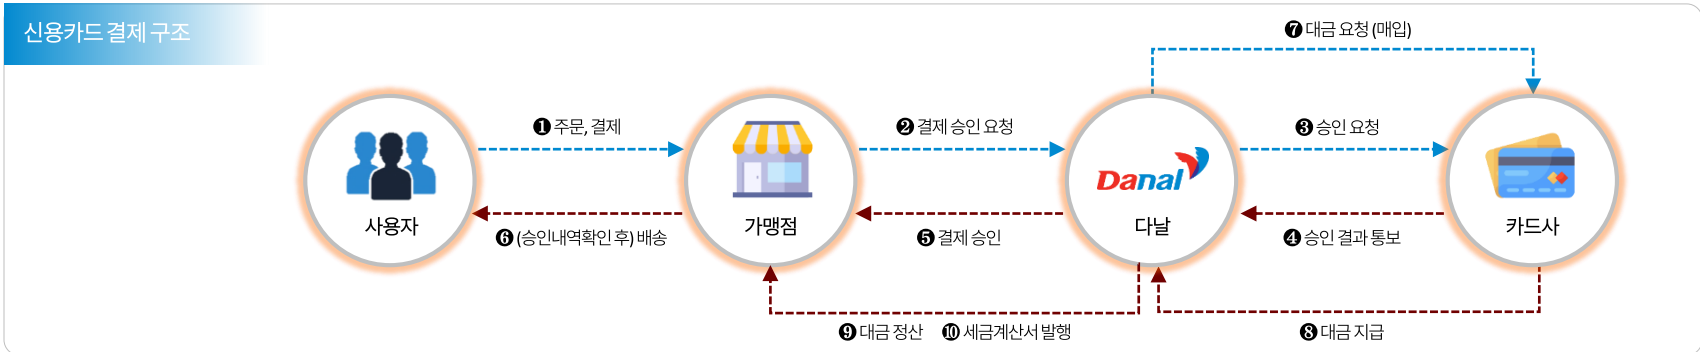 신용카드 결제 구조
❼ 대금 요청 (매입)
❶ 주문, 결제
❷ 결제 승인 요청
❸ 승인 요청
Danal
사용자
가맹점
다날
카드사
❻ (승인내역확인 후) 배송
❺ 결제 승인
❹ 승인 결과 통보
❾ 대금 정산 ❿ 세금계산서 발행
❽ 대금 지급